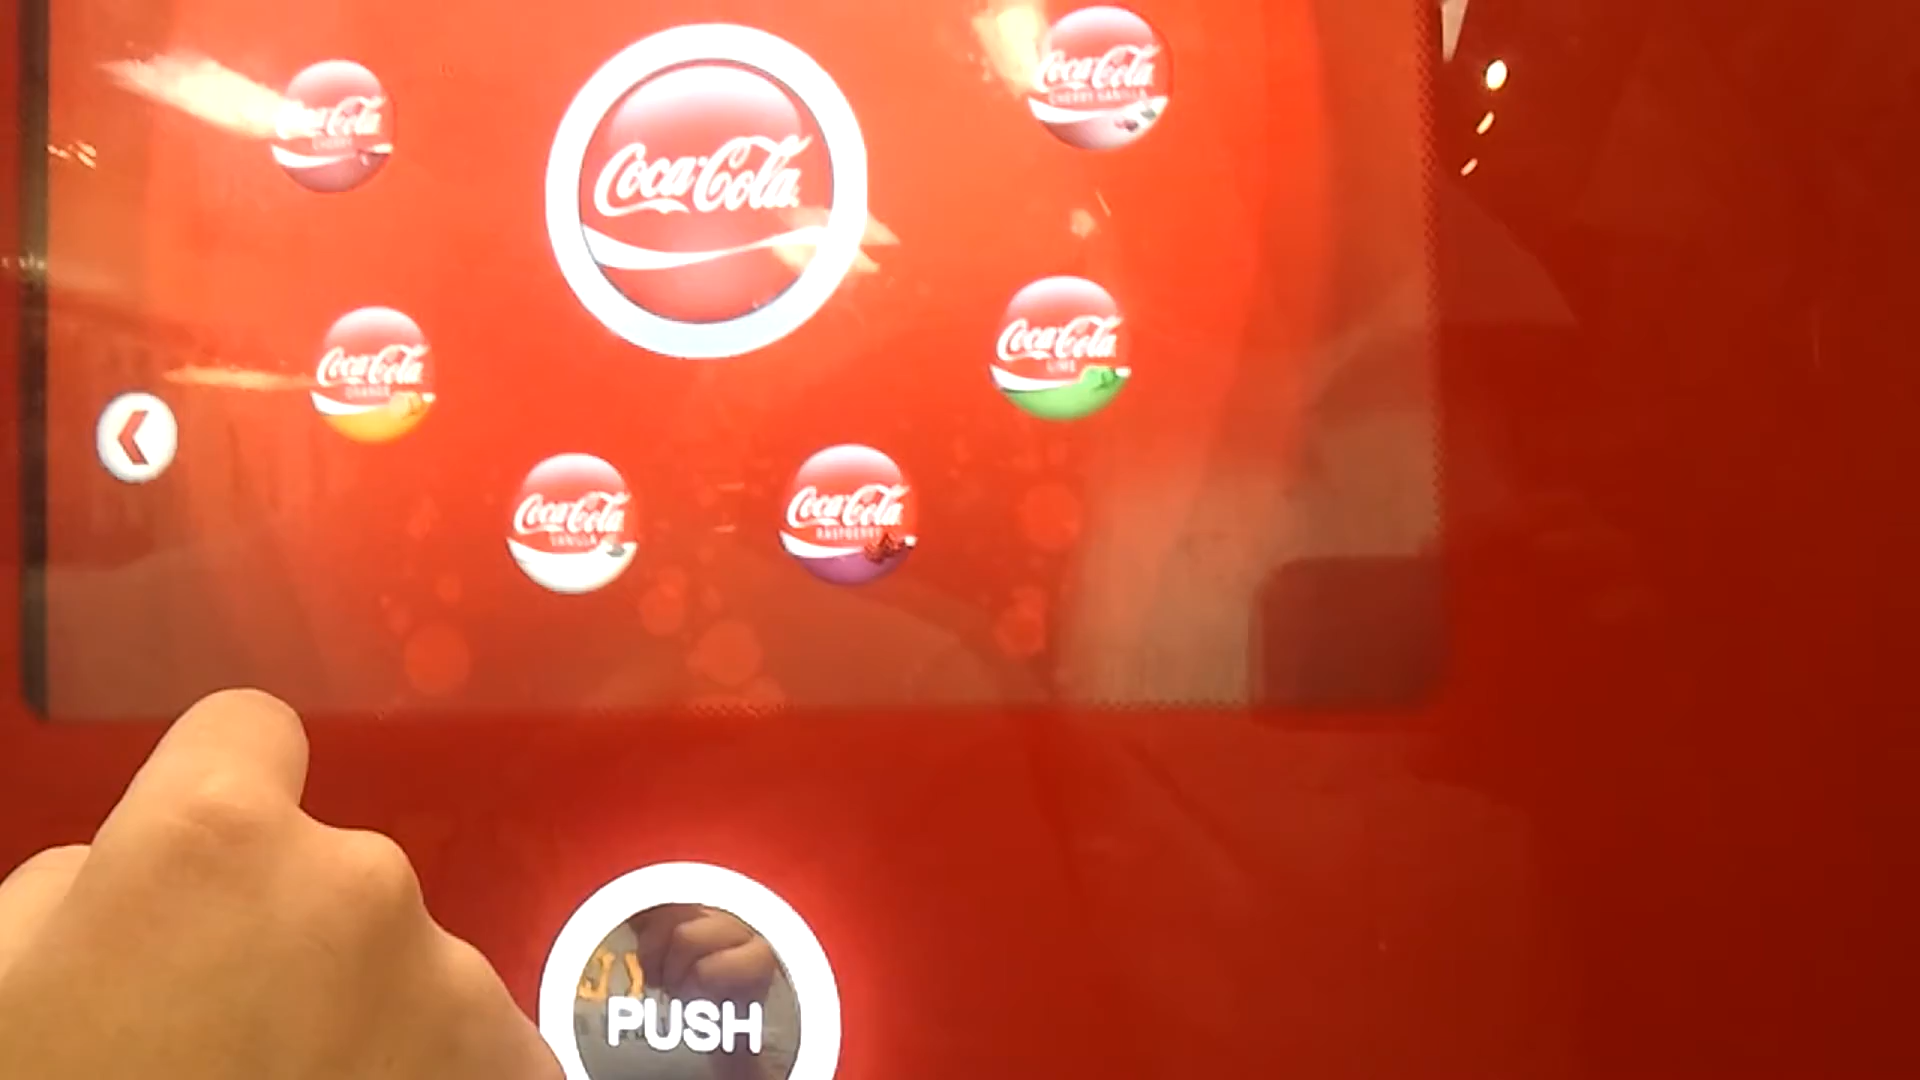 Coca-Cola
CHERRY
Coca-Cola
Coca-Cola
CHERRY VANILLA
Coca-Cola
ORANGE
Coca-Cola
LIME
Coca-Cola
VANILLA
Coca-Cola
RASPBERRY
PUSH